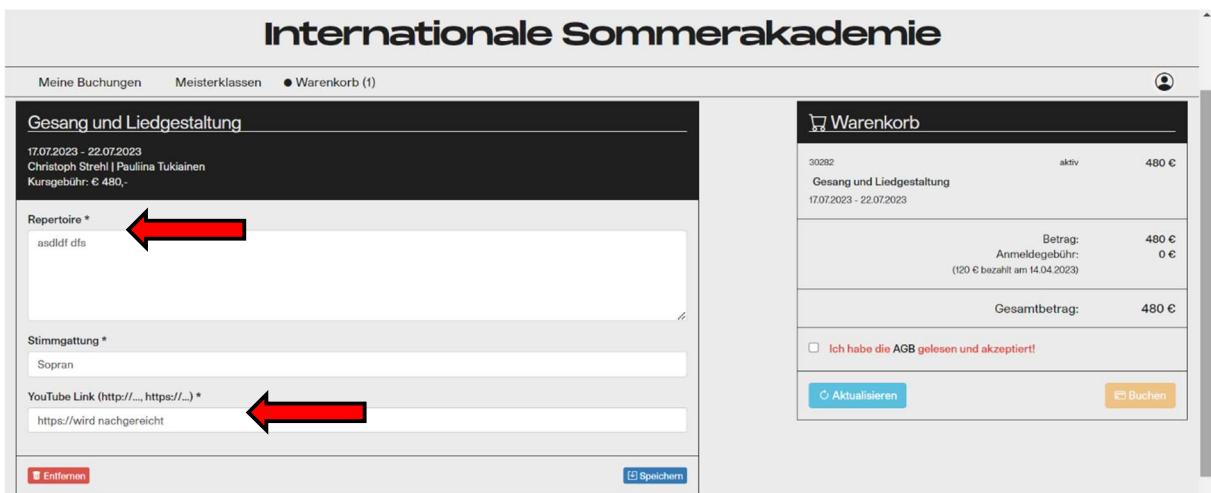 Internationale Sommerakademie
Meine Buchungen Meisterklassen Warenkorb (1)
Gesang und Liedgestaltung
17.07.2023 - 22.07.2023
Christoph Strehl | Pauliina Tukiainen
Kursgebühr: € 480,-
Repertoire *
asdldf dfs
Stimmgattung *
Sopran
YouTube Link (http://..., https://...) *
https://wird nachgereicht
Entfernen
Speichern
Warenkorb
30282 aktiv 480 €
Gesang und Liedgestaltung
17.07.2023 - 22.07.2023
Betrag: 480 €
Anmeldegebühr: 0 €
(120 € bezahlt am 14.04.2023)
Gesamtbetrag: 480 €
Ich habe die AGB gelesen und akzeptiert!
Aktualisieren
Buchen